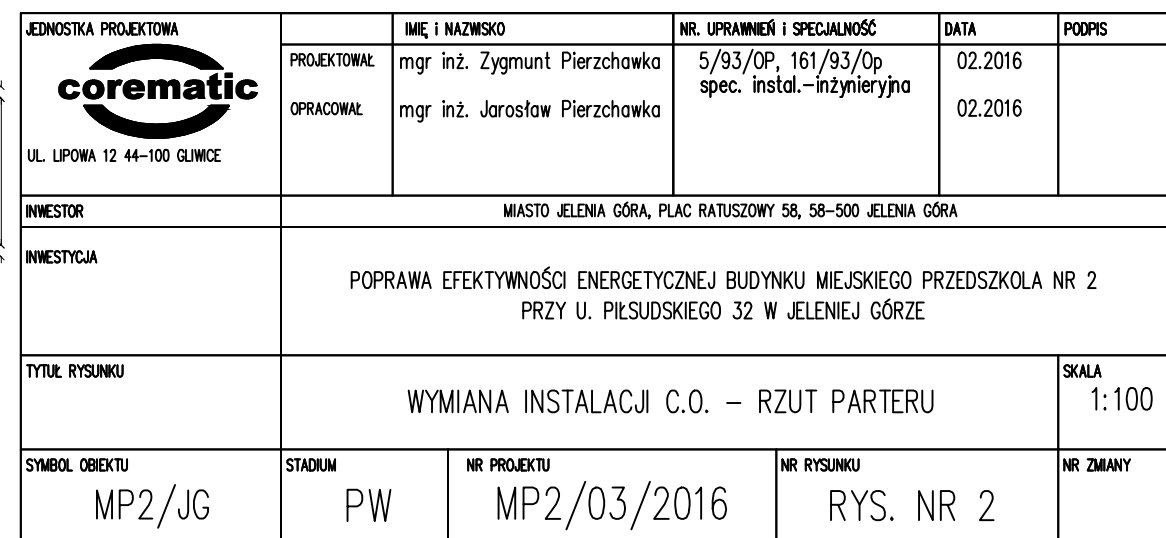 JEDNOSTKA PROJEKTOWA
corematic
UL. LIPOWA 12 44-100 GLIWICE
IMIĘ i NAZWISKO
NR. UPRAWNIEŃ i SPECJALNOŚĆ
DATA
PODPIS
PROJEKTOWAŁ
mgr inż. Zygmunt Pierzchawka
5/93/OP, 161/93/Op
spec. instal.-inżynieryjna
02.2016
OPRACOWAŁ
mgr inż. Jarosław Pierzchawka
02.2016
INWESTOR
MIASTO JELENIA GÓRA, PLAC RATUSZOWY 58, 58-500 JELENIA GÓRA
INWESTYCJA
POPRAWA EFEKTYWNOŚCI ENERGETYCZNEJ BUDYNKU MIEJSKIEGO PRZEDSZKOLA NR 2
PRZY U. PIŁSUDSKIEGO 32 W JELENIEJ GÓRZE
TYTUŁ RYSUNKU
WYMIANA INSTALACJI C.O. – RZUT PARTERU
SKALA
1:100
SYMBOL OBIEKTU
MP2/JG
STADIUM
PW
NR PROJEKTU
MP2/03/2016
NR RYSUNKU
RYS. NR 2
NR ZMIANY